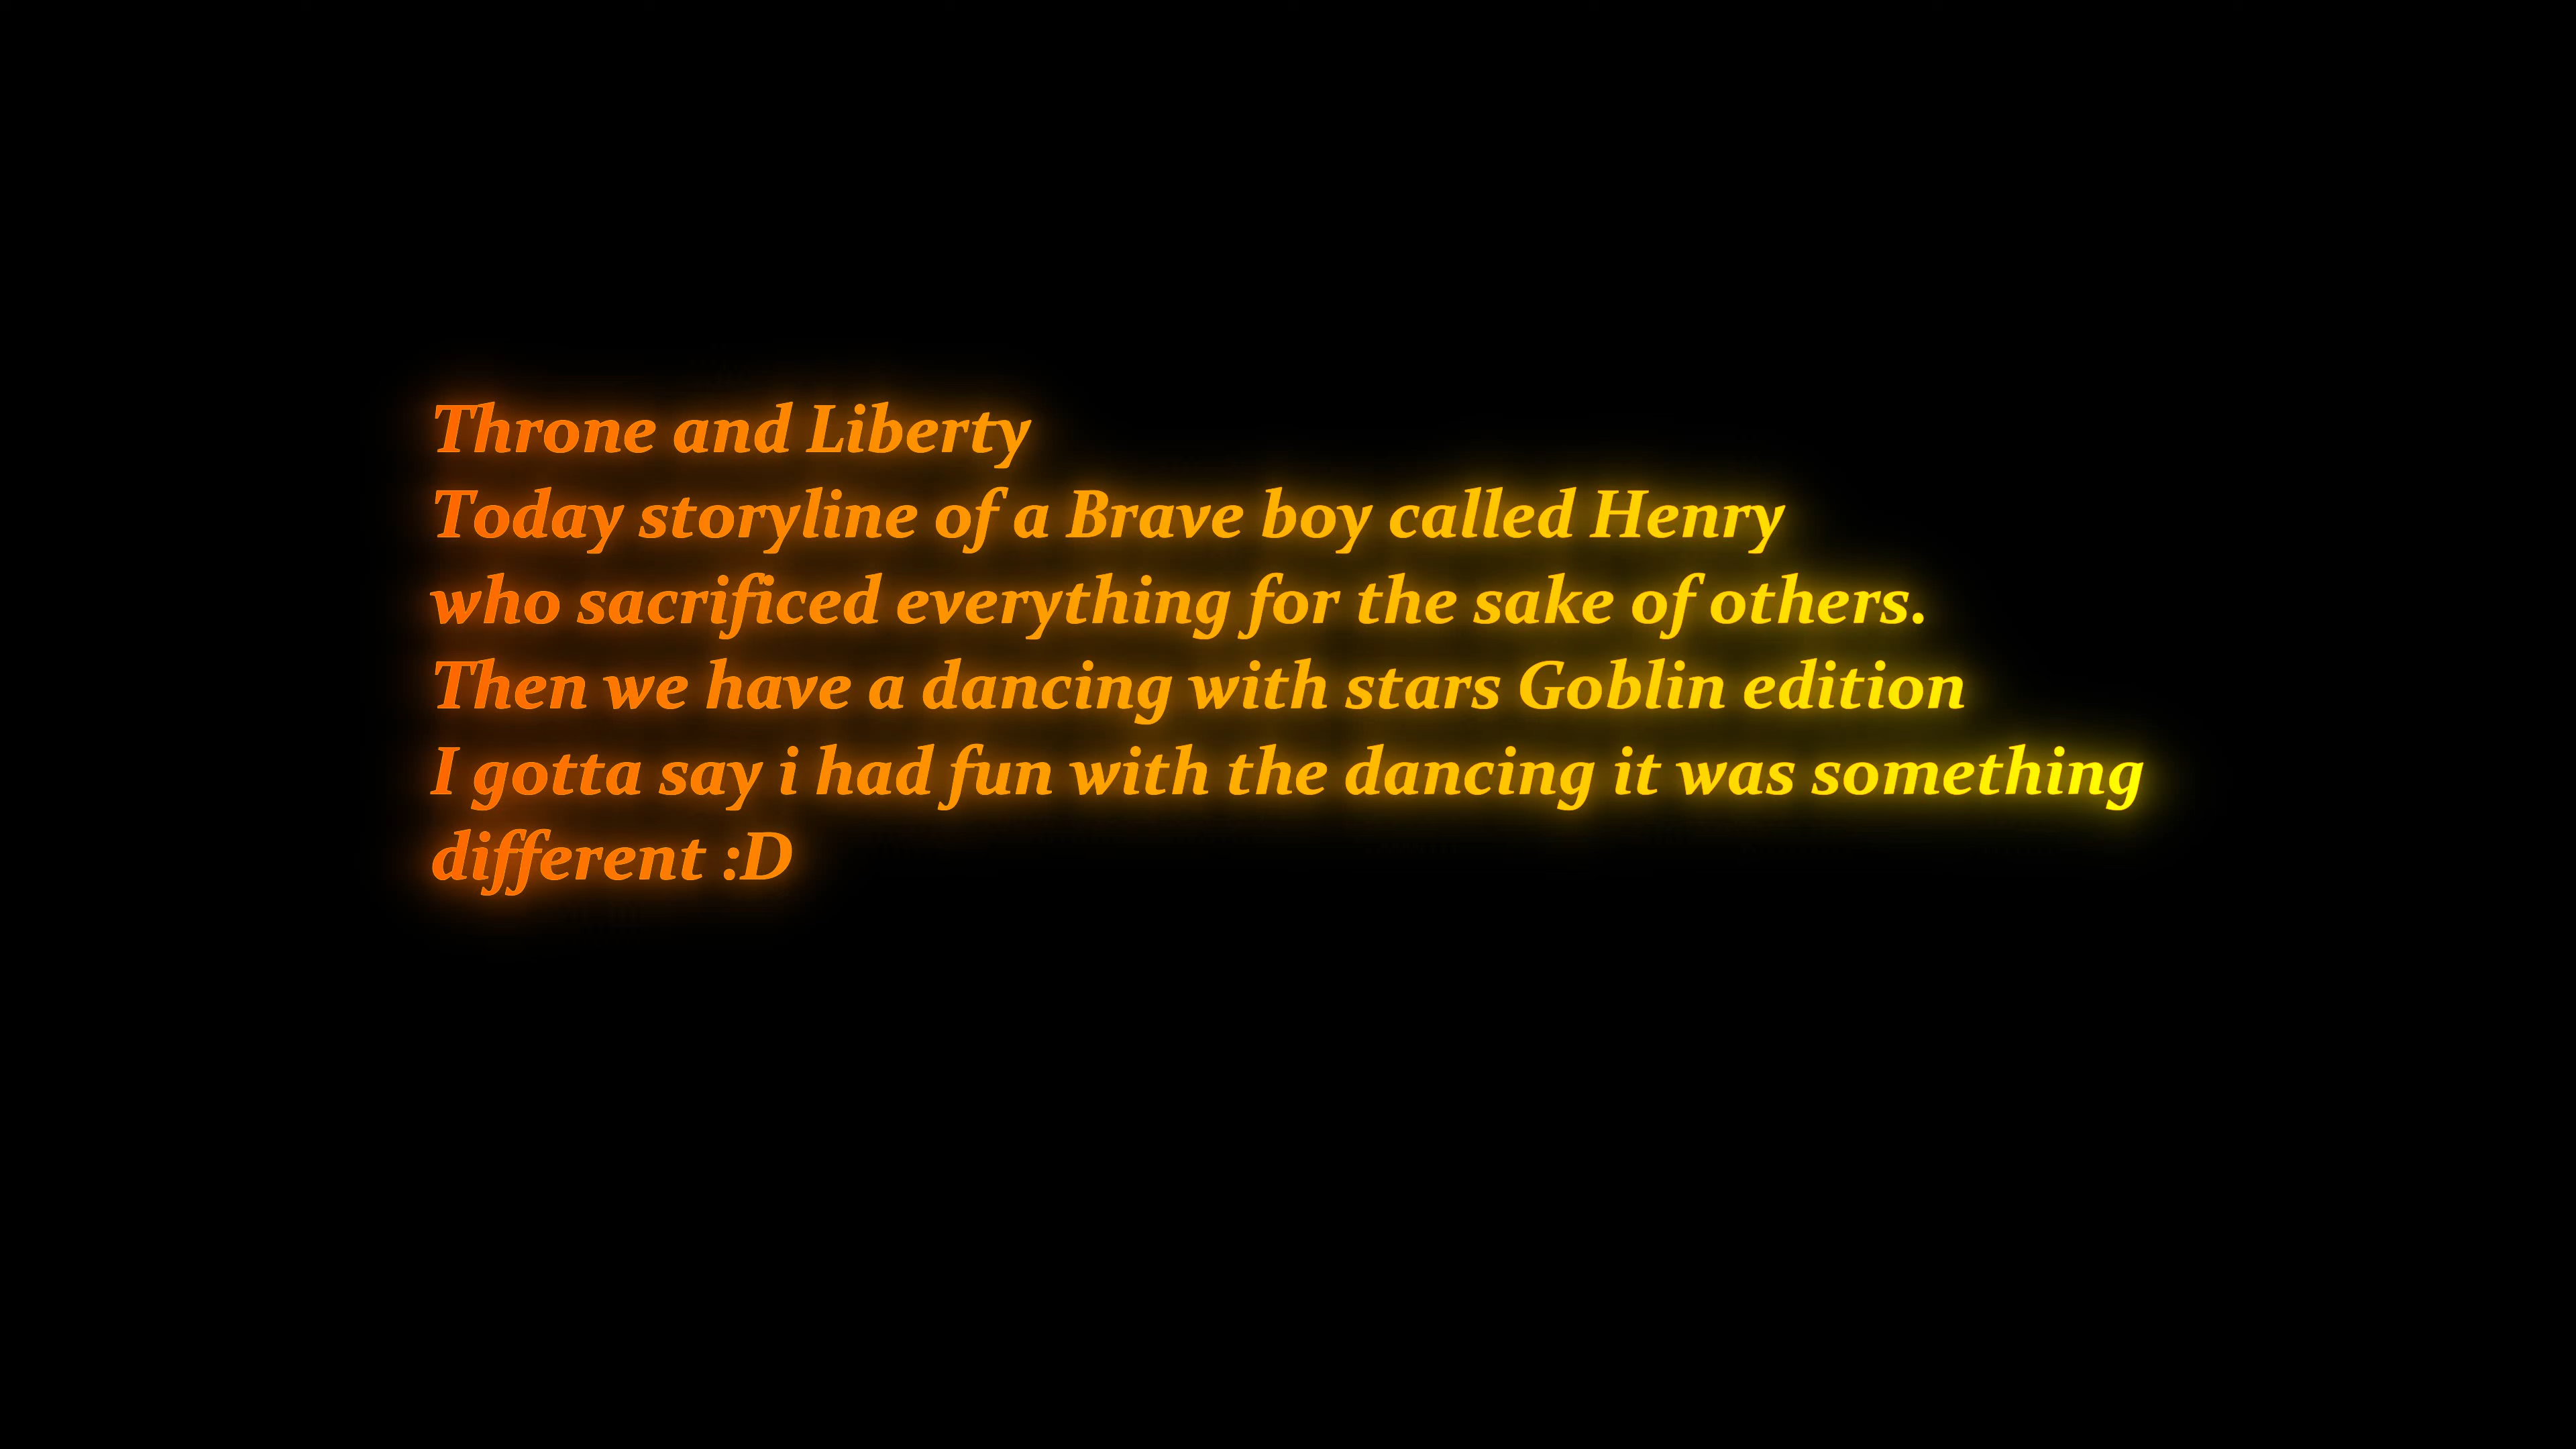 Throne and Liberty
Today storyline of a Brave boy called Henry
who sacrificed everything for the sake of others.
Then we have a dancing with stars Goblin edition
I gotta say i had fun with the dancing it was something
different :D